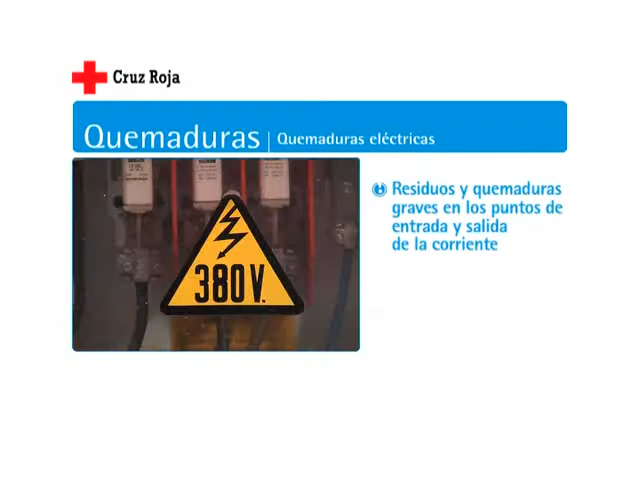 Cruz Roja
Quemaduras | Quemaduras eléctricas
380 V.
Residuos y quemaduras
graves en los puntos de
entrada y salida
de la corriente